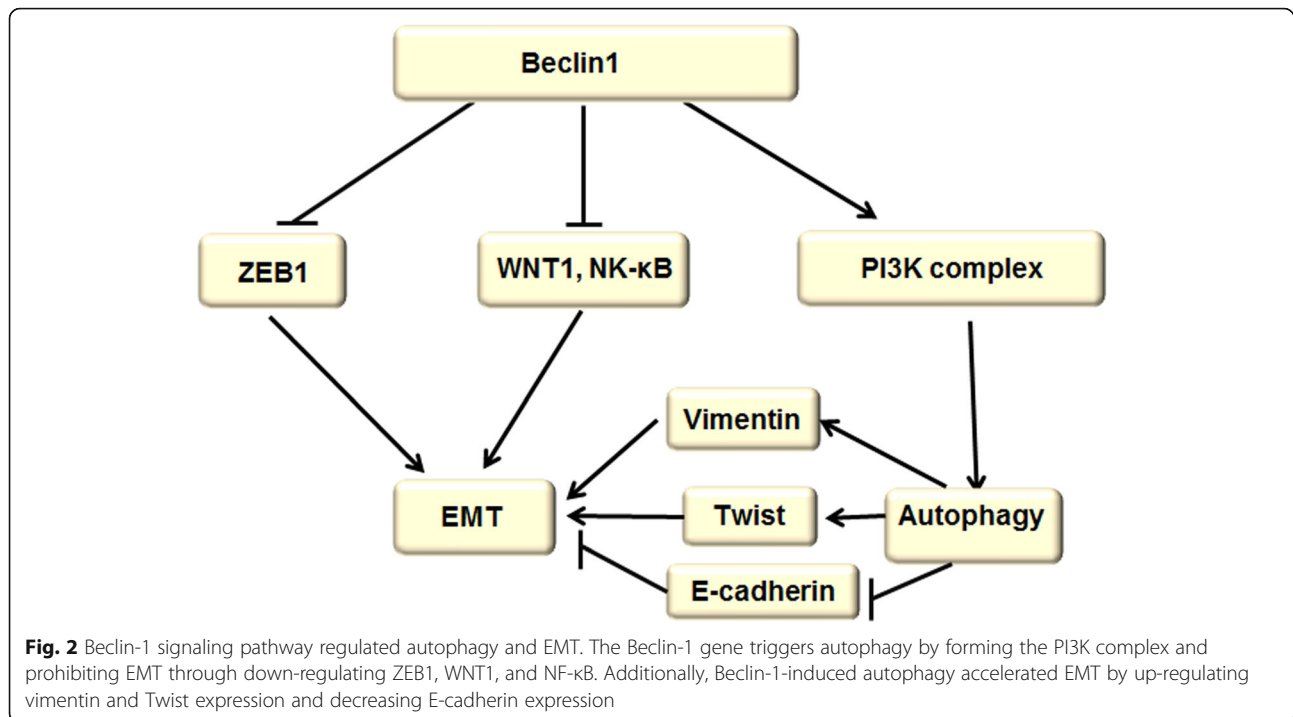 Beclin1
ZEB1
WNT1, NK-κB
PI3K complex
Vimentin
EMT
Twist
Autophagy
E-cadherin
Fig. 2 Beclin-1 signaling pathway regulated autophagy and EMT. The Beclin-1 gene triggers autophagy by forming the PI3K complex and
prohibiting EMT through down-regulating ZEB1, WNT1, and NF-κB. Additionally, Beclin-1-induced autophagy accelerated EMT by up-regulating
vimentin and Twist expression and decreasing E-cadherin expression